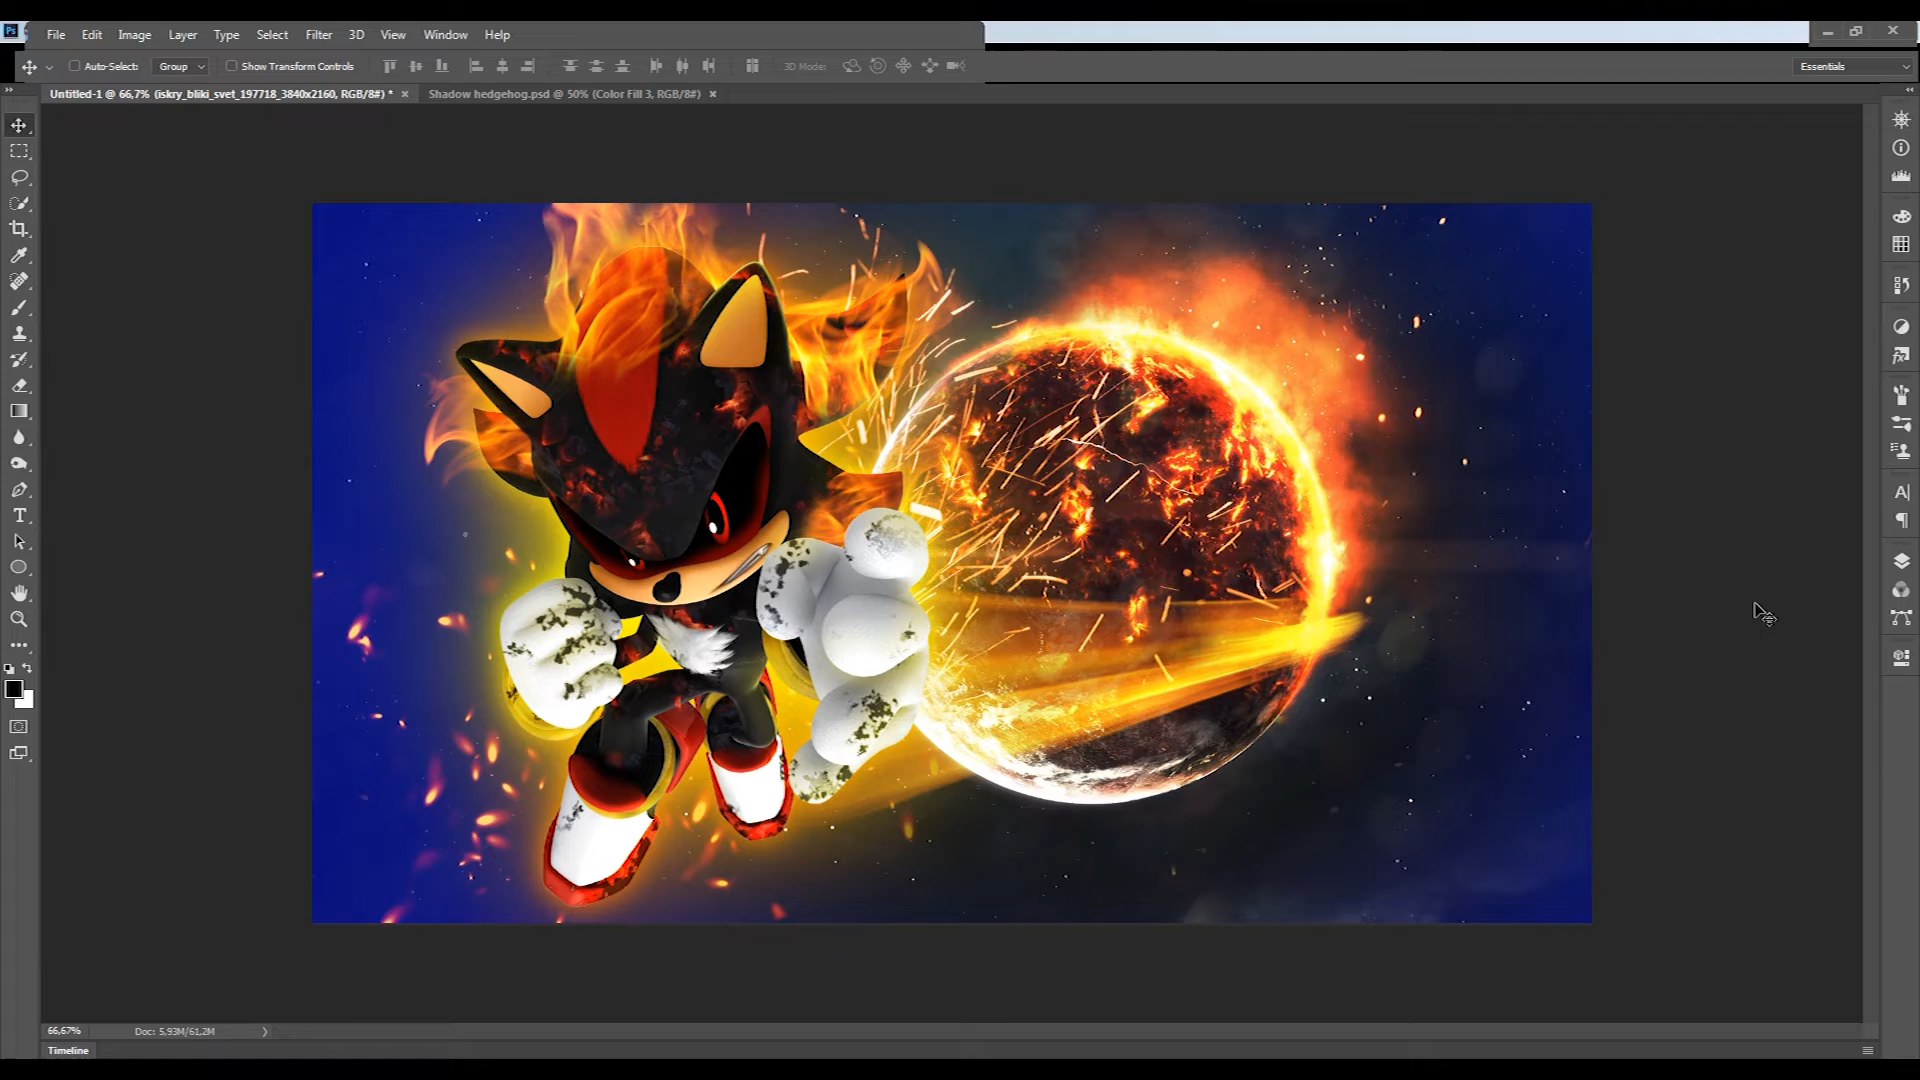 Ps
File Edit Image Layer Type Select Filter 3D View Window Help
Auto-Select: Group Show Transform Controls 3D Mode: Essentials
Untitled-1 @ 66,7% (iskry_bliki_svet_197718_3840x2160, RGB/8#) * Shadow hedgehog.psd @ 50% (Color Fill 3, RGB/8#)
66,67% Doc: 5,93M/61,2M
Timeline